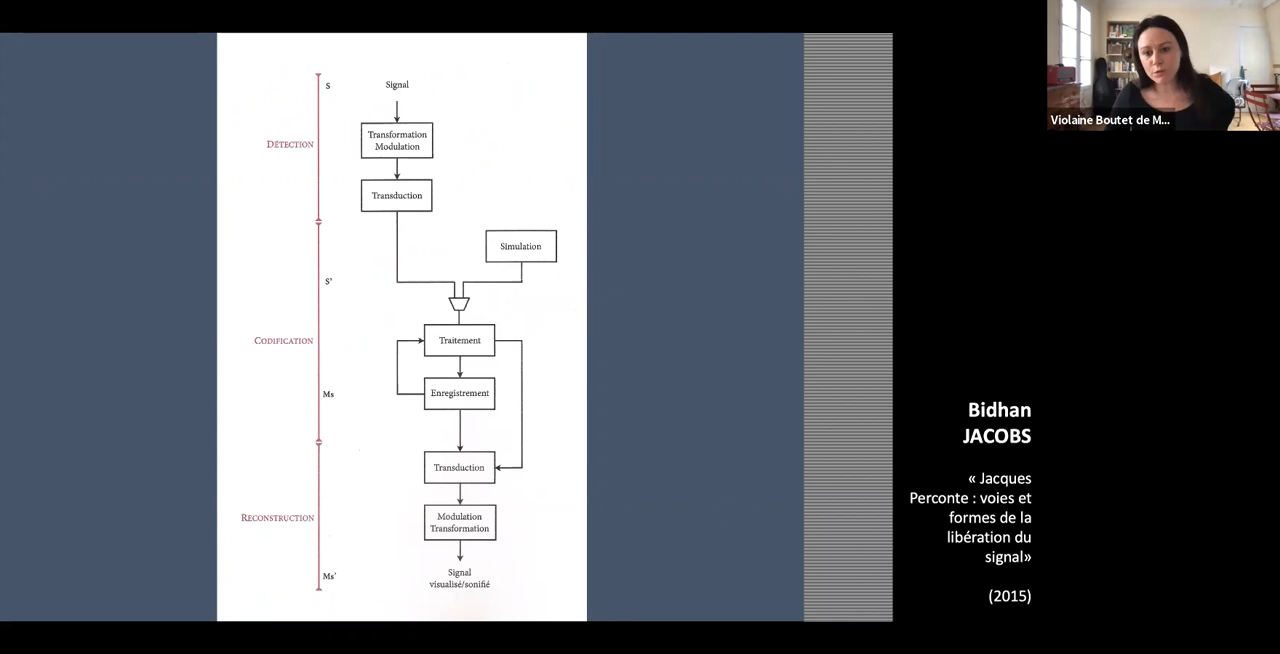 S
Signal
Transformation
Modulation
DÉTECTION
Transduction
Simulation
S'
Traitement
CODIFICATION
Enregistrement
Ms
Transduction
Modulation
Transformation
RECONSTRUCTION
Signal
visualisé/sonifié
Ms'
Violaine Boutet de M...
Bidhan
JACOBS
« Jacques
Perconte : voies et
formes de la
libération du
signal»
(2015)